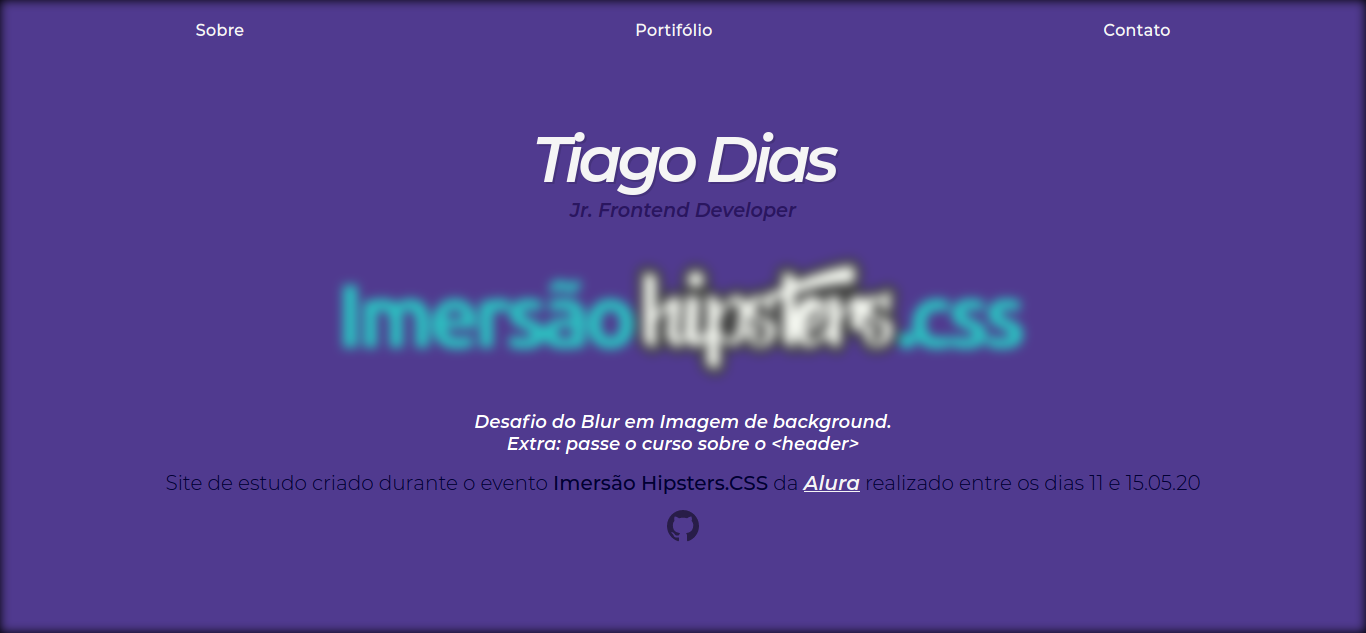 Sobre Portifólio Contato
Tiago Dias
Jr. Frontend Developer
Imersão hipsters.css
Desafio do Blur em Imagem de background.
Extra: passe o curso sobre o <header>
Site de estudo criado durante o evento Imersão Hipsters.CSS da Alura realizado entre os dias 11 e 15.05.20